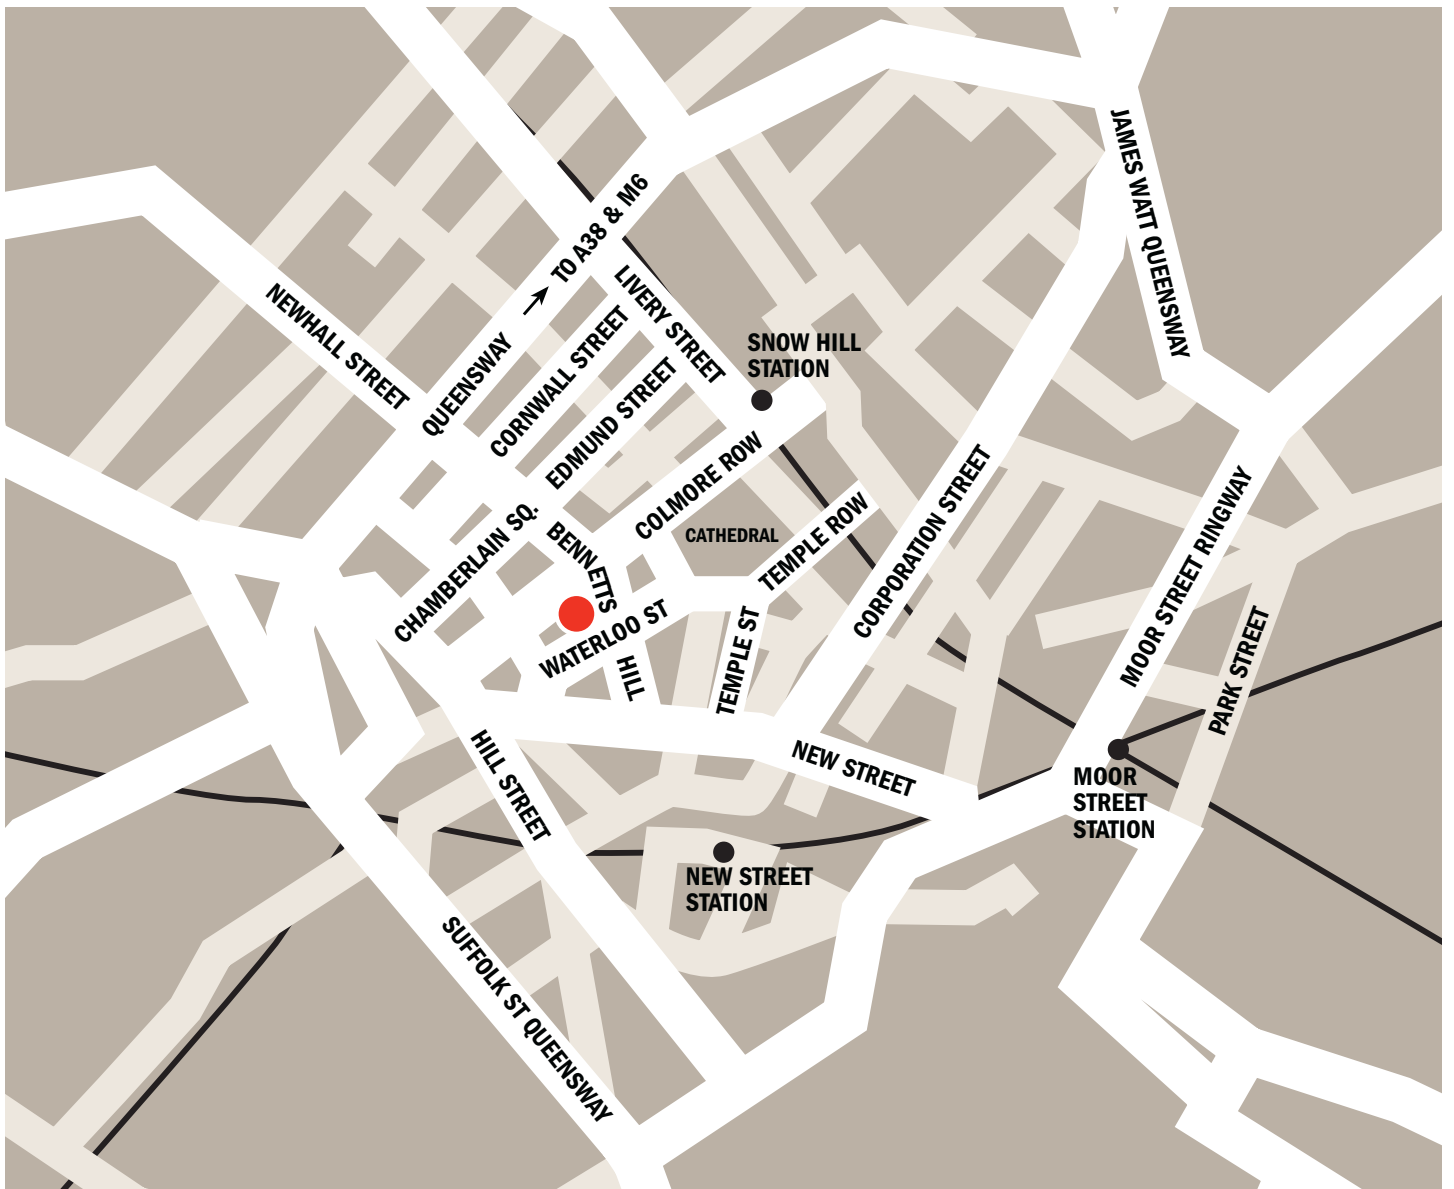 JAMES WATT QUEENSWAY
TO A38 & M6
LIVERY STREET
NEWHALL STREET
QUEENSWAY
CORNWALL STREET
SNOW HILL
STATION
EDMUND STREET
COLMORE ROW
CHAMBERLAIN SQ.
BENNETTS
HILL
CATHEDRAL
TEMPLE ROW
CORPORATION STREET
MOOR STREET RINGWAY
WATERLOO ST
TEMPLE ST
PARK STREET
HILL STREET
NEW STREET
MOOR
STREET
STATION
NEW STREET
STATION
SUFFOLK ST QUEENSWAY